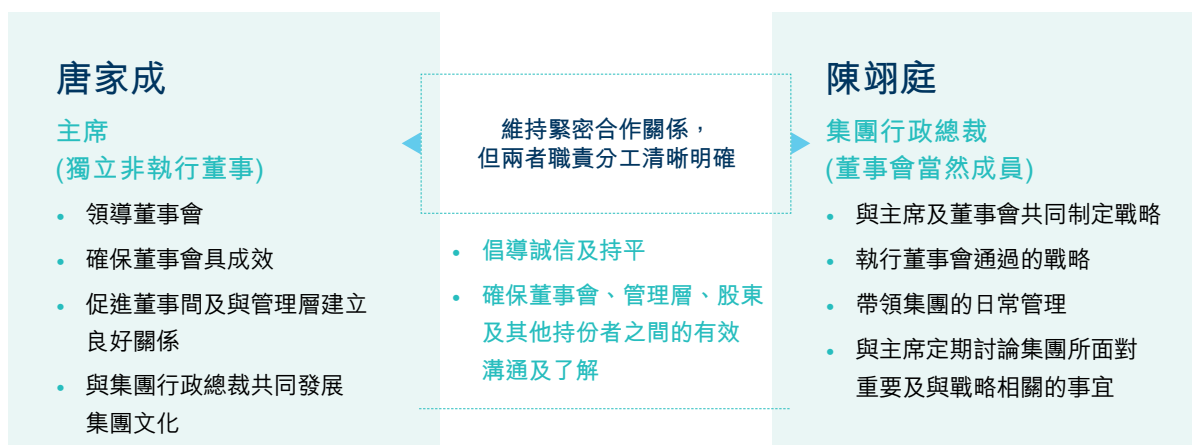 唐家成
主席
(獨立非執行董事)
• 領導董事會
• 確保董事會具成效
• 促進董事間及與管理層建立
良好關係
• 與集團行政總裁共同發展
集團文化
維持緊密合作關係，
但兩者職責分工清晰明確
• 倡導誠信及持平
• 確保董事會、管理層、股東
及其他持份者之間的有效
溝通及了解
陳翊庭
集團行政總裁
(董事會當然成員)
• 與主席及董事會共同制定戰略
• 執行董事會通過的戰略
• 帶領集團的日常管理
• 與主席定期討論集團所面對
重要及與戰略相關的事宜